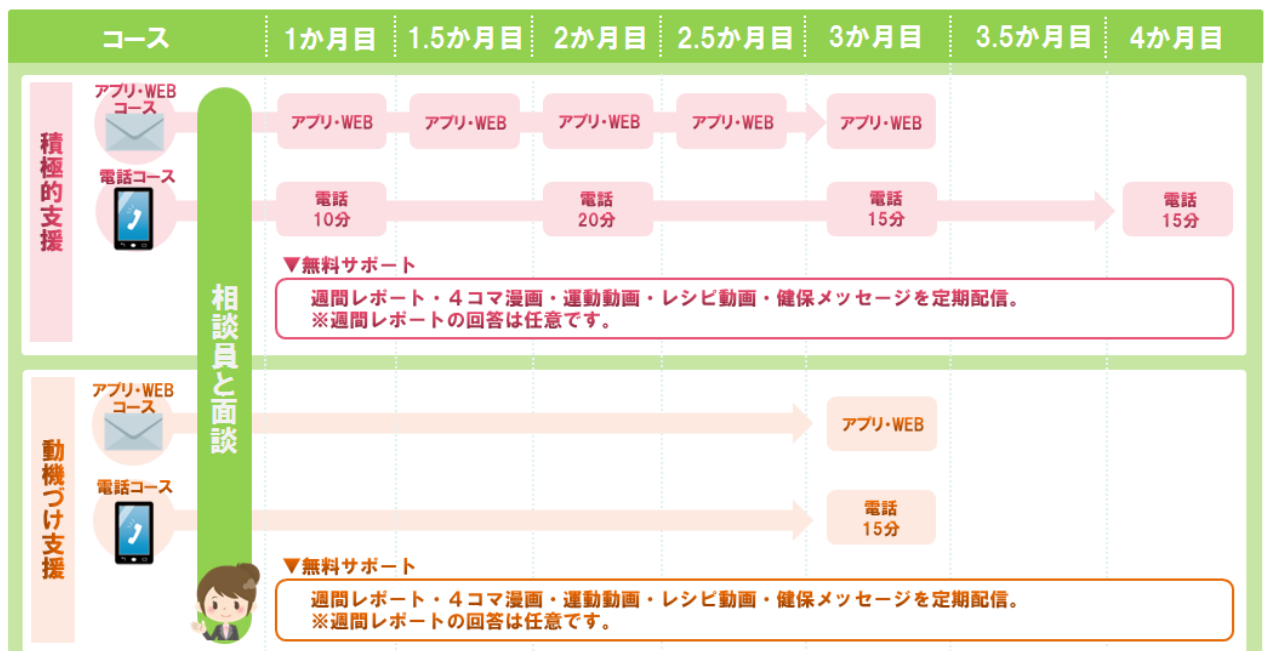 コース
1か月目
1.5か月目
2か月目
2.5か月目
3か月目
3.5か月目
4か月目
積極的支援
アプリ・WEB
コース
アプリ・WEB
アプリ・WEB
アプリ・WEB
アプリ・WEB
アプリ・WEB
電話コース
電話
10分
電話
20分
電話
15分
電話
15分
▼無料サポート
週間レポート・４コマ漫画・運動動画・レシピ動画・健保メッセージを定期配信。
※週間レポートの回答は任意です。
相談員と面談
動機づけ支援
アプリ・WEB
コース
アプリ・WEB
電話コース
電話
15分
▼無料サポート
週間レポート・４コマ漫画・運動動画・レシピ動画・健保メッセージを定期配信。
※週間レポートの回答は任意です。